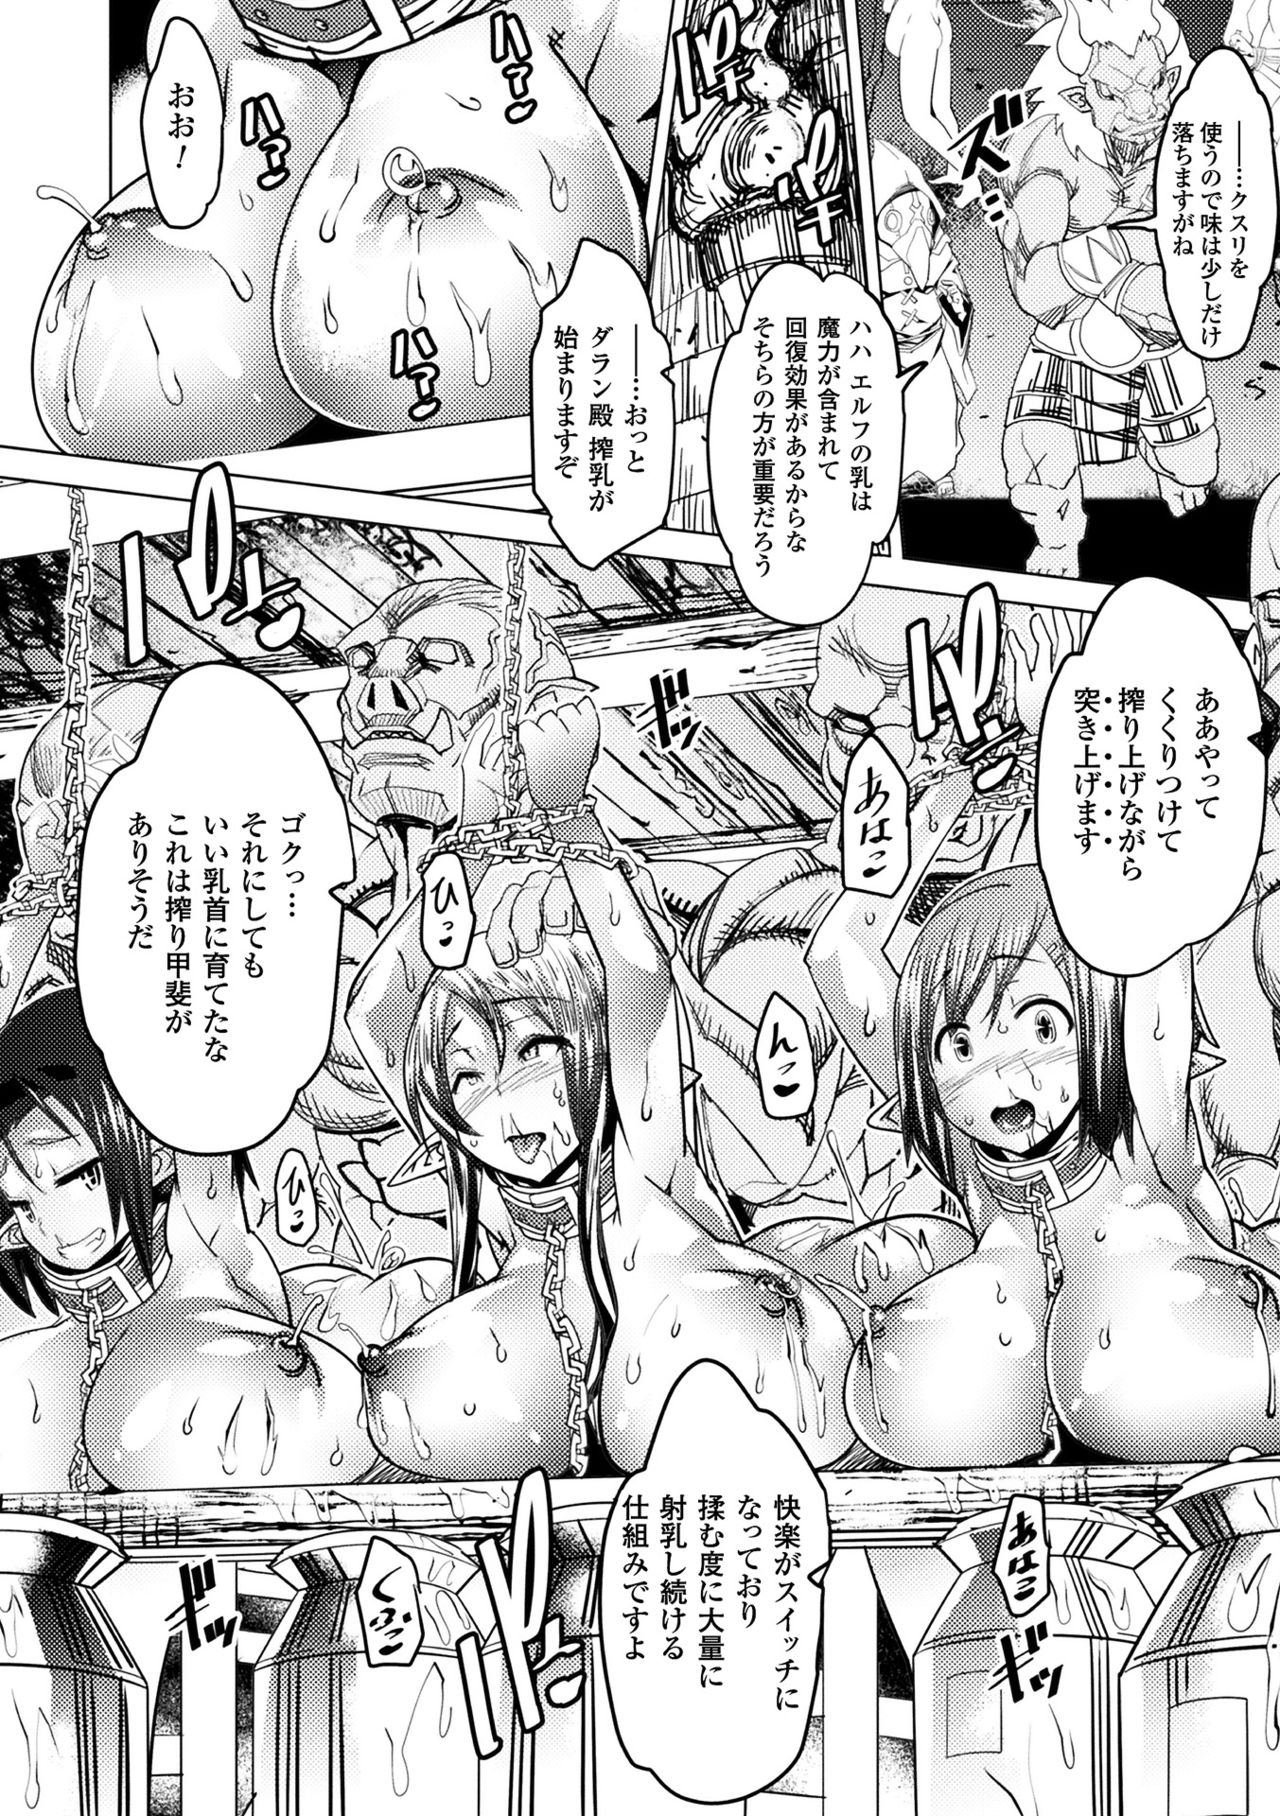 ―――…クスリを
使うので味は少しだけ
落ちますがね
ズ…
ハハ エルフの乳は
魔力が含まれて
回復効果があるからな
そちらの方が重要だろう
―――…おっと
ダラン殿 搾乳が
始まりますぞ
ハァ♡
ハァ♡
おお！
ああやって
くくりつけて
搾り上げながら
突き上げます
あはっ
ドッ
ひっ♥
んっ♥
ひっ♥
ゴクっ…
それにしても
いい乳首に育てたな
これは搾り甲斐が
ありそうだ
快楽がスイッチに
なっており
揉む度に大量に
射乳し続ける
仕組みですよ
あはっ
ギッ
ギッ